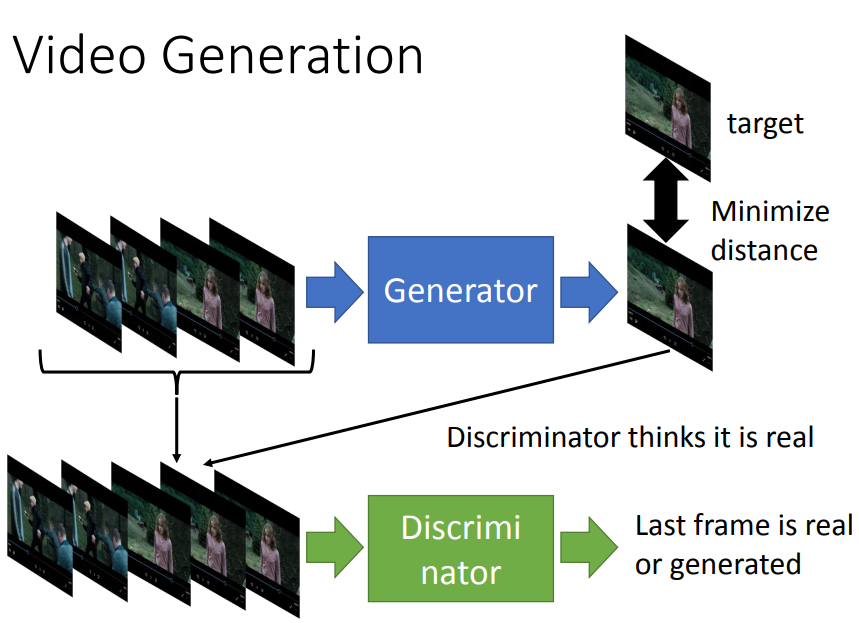 Video Generation
target
Minimize
distance
Generator
Discriminator thinks it is real
Discrimi
nator
Last frame is real
or generated